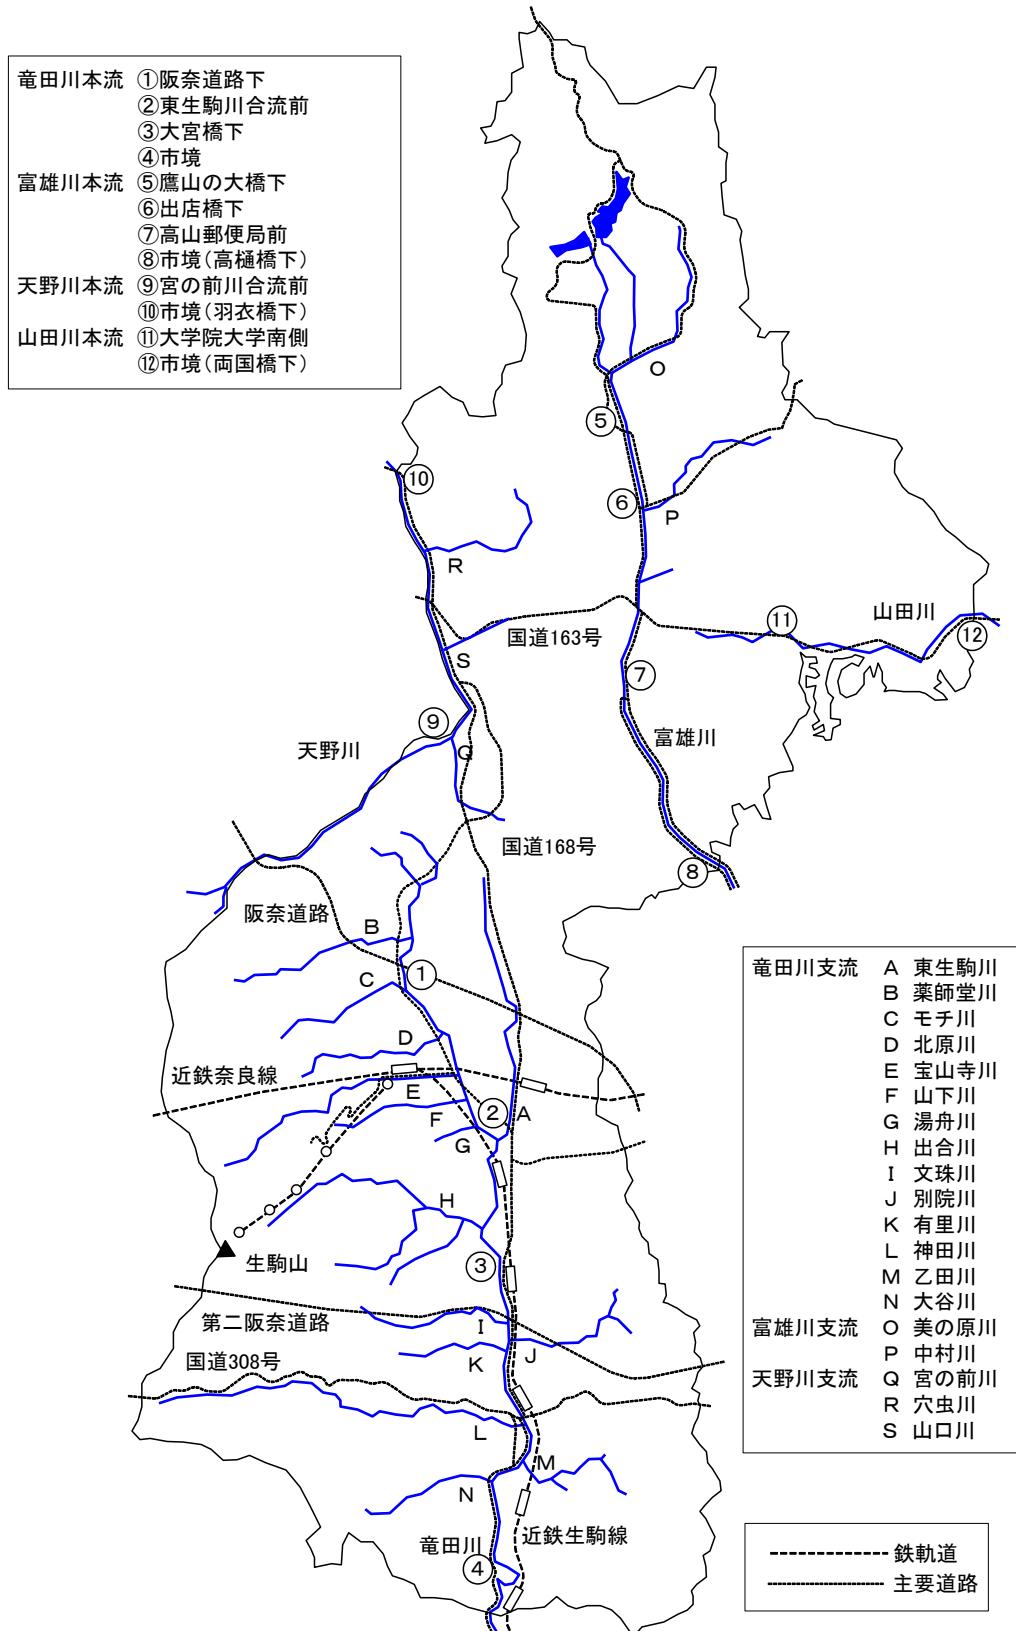 竜田川本流 ①阪奈道路下
②東生駒川合流前
③大宮橋下
④市境
富雄川本流 ⑤鷹山の大橋下
⑥出店橋下
⑦高山郵便局前
⑧市境(高樋橋下)
天野川本流 ⑨宮の前川合流前
⑩市境(羽衣橋下)
山田川本流 ⑪大学院大学南側
⑫市境(両国橋下)
O
⑤
⑩
⑥
P
R
山田川
⑪
⑫
国道163号
S
⑦
⑨
富雄川
天野川
Q
国道168号
⑧
阪奈道路
B
①
C
D
近鉄奈良線
E
②
A
F
G
H
③
生駒山
第二阪奈道路
I
J
国道308号
K
L
M
N
近鉄生駒線
竜田川
④
竜田川支流 A 東生駒川
B 薬師堂川
C モチ川
D 北原川
E 宝山寺川
F 山下川
G 湯舟川
H 出合川
I 文珠川
J 別院川
K 有里川
L 神田川
M 乙田川
N 大谷川
富雄川支流 O 美の原川
P 中村川
天野川支流 Q 宮の前川
R 穴虫川
S 山口川
鉄軌道
主要道路